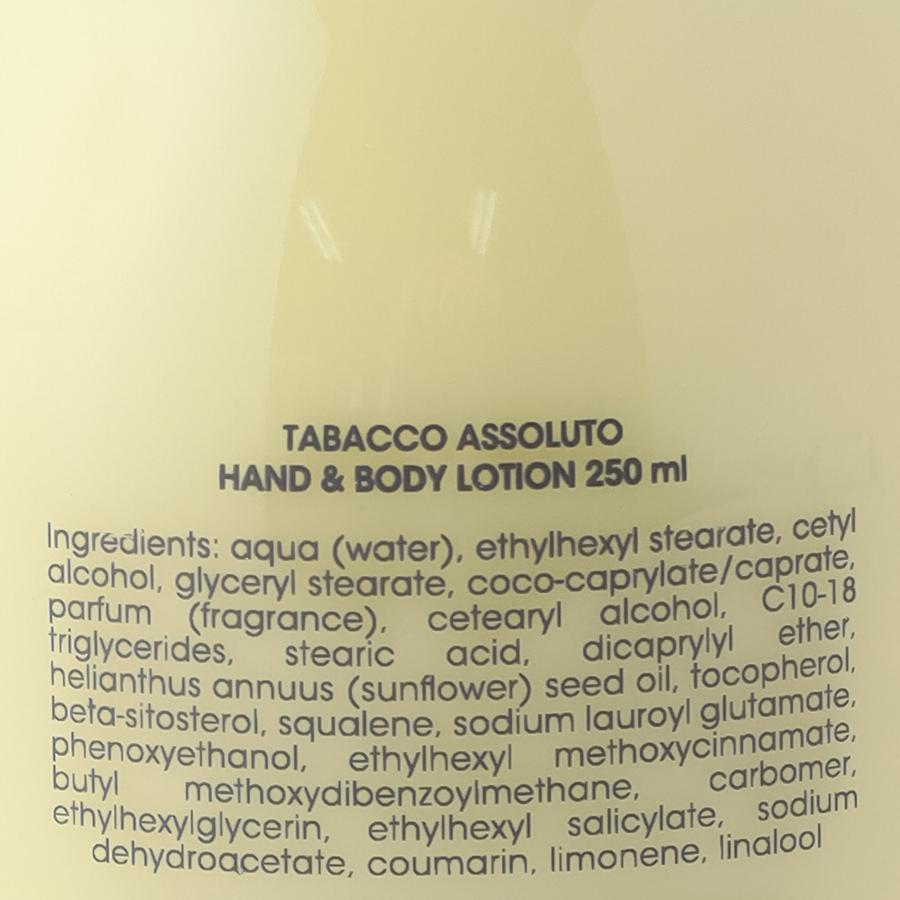 TABACCO ASSOLUTO
HAND & BODY LOTION 250 ml
Ingredients: aqua (water), ethylhexyl stearate, cetyl
alcohol, glyceryl stearate, coco-caprylate/caprate,
parfum (fragrance), cetearyl alcohol, C10-18
triglycerides, stearic acid, dicaprylyl ether,
helianthus annuus (sunflower) seed oil, tocopherol,
beta-sitosterol, squalene, sodium lauroyl glutamate,
phenoxyethanol, ethylhexyl methoxycinnamate,
butyl methoxydibenzoylmethane, carbomer,
ethylhexylglycerin, ethylhexyl salicylate, sodium
dehydroacetate, coumarin, limonene, linalool